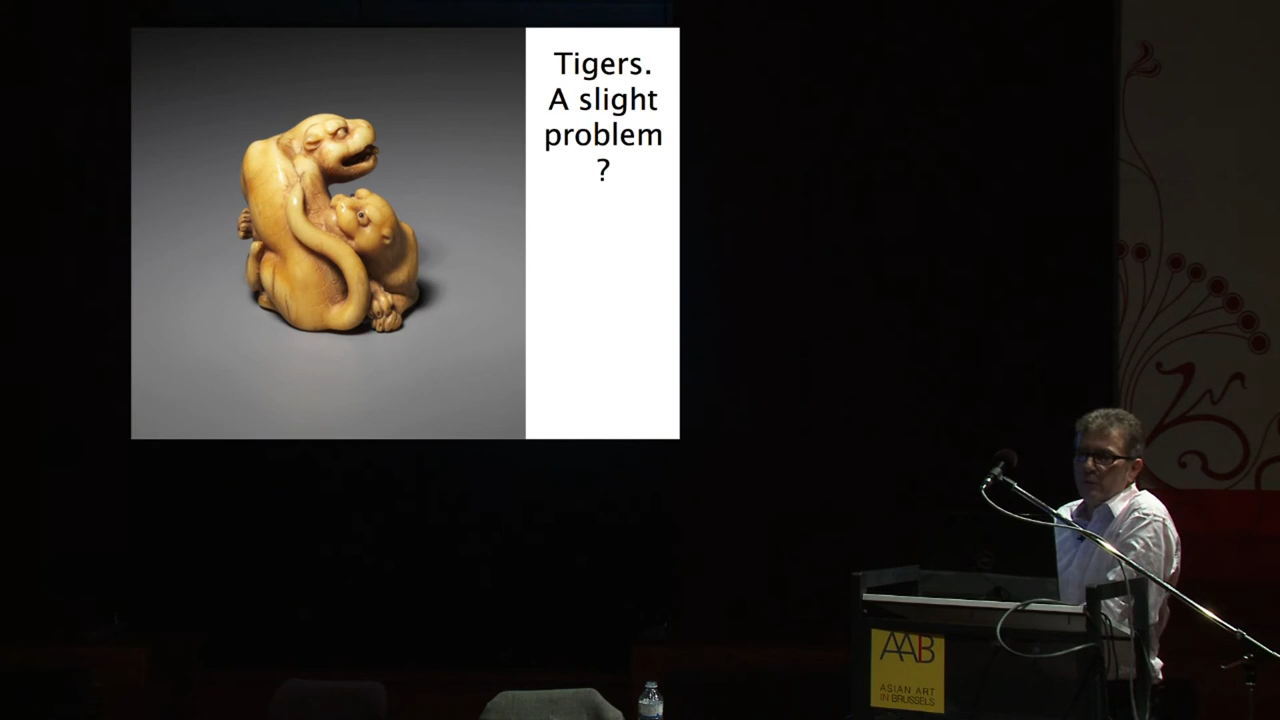 Tigers.
A slight
problem
?
AAB
ASIAN ART
IN BRUSSELS